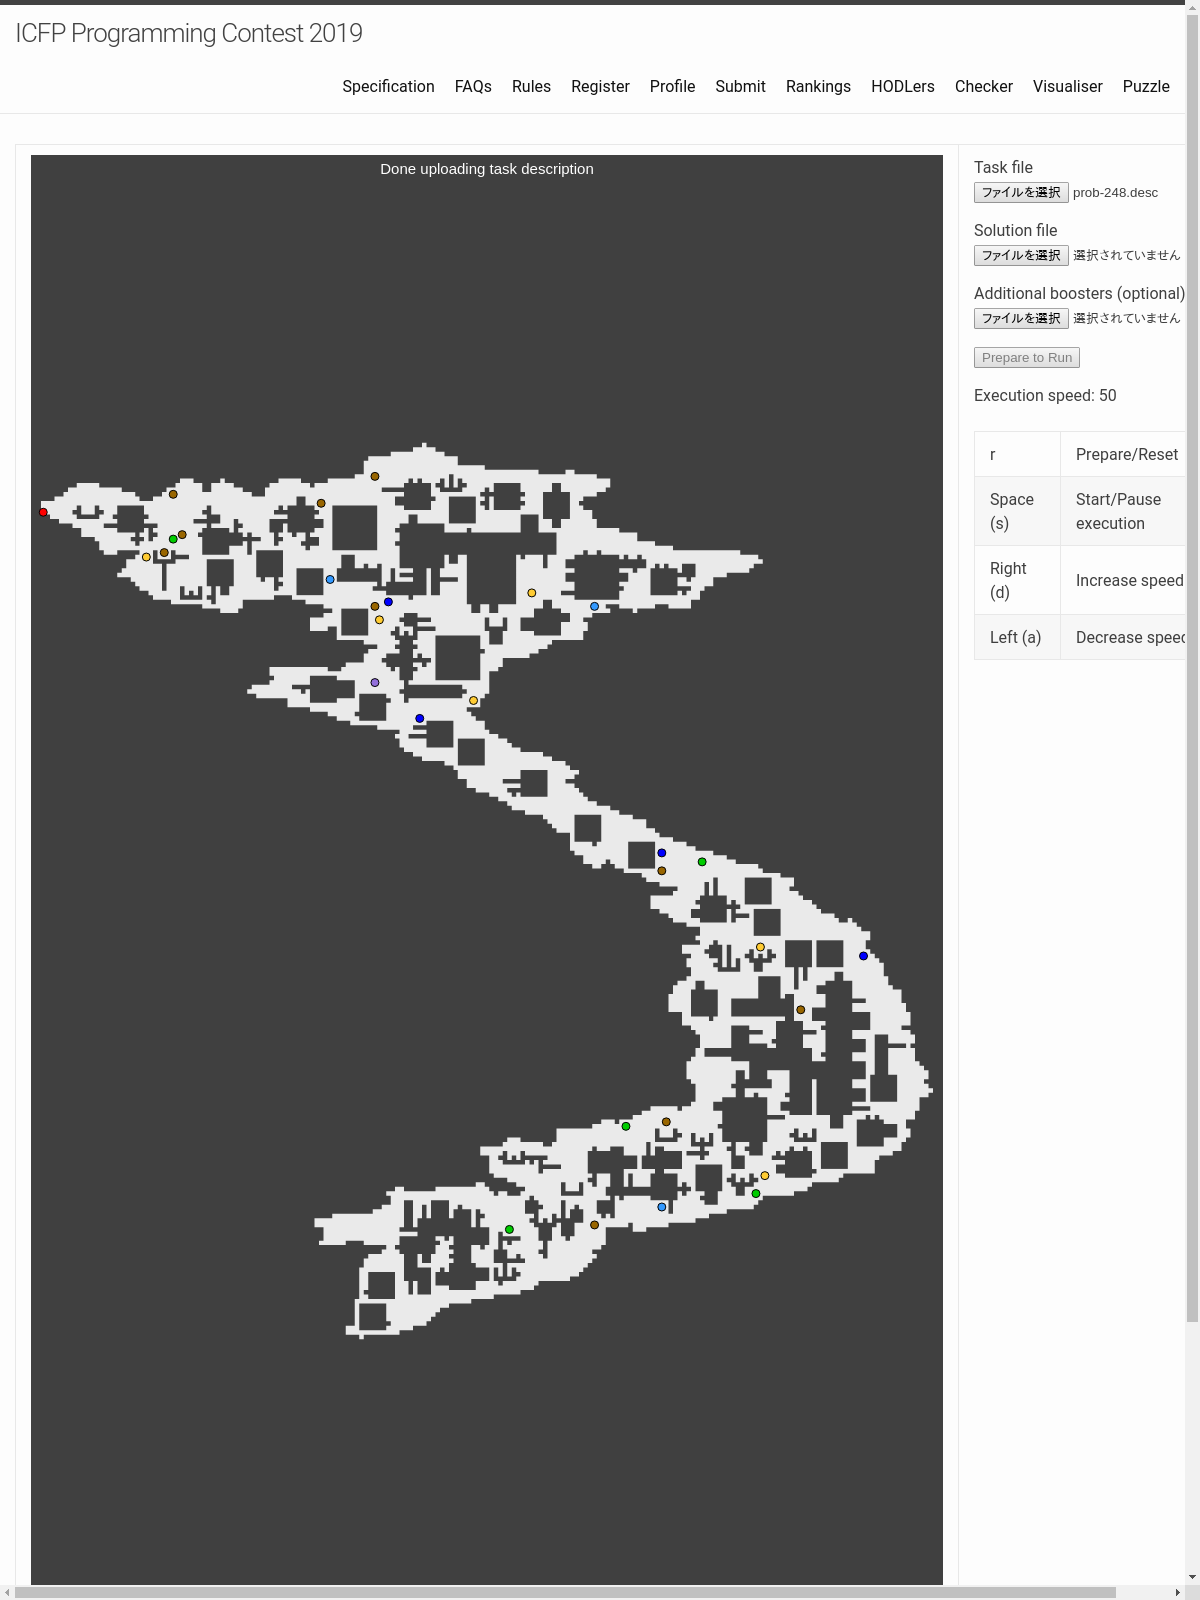 ICFP Programming Contest 2019
Specification FAQs Rules Register Profile Submit Rankings HODLers Checker Visualiser Puzzle
Done uploading task description
Task file
ファイルを選択 prob-248.desc
Solution file
ファイルを選択 選択されていません
Additional boosters (optional)
ファイルを選択 選択されていません
Prepare to Run
Execution speed: 50
r Prepare/Reset
Space (s) Start/Pause execution
Right (d) Increase speed
Left (a) Decrease speed